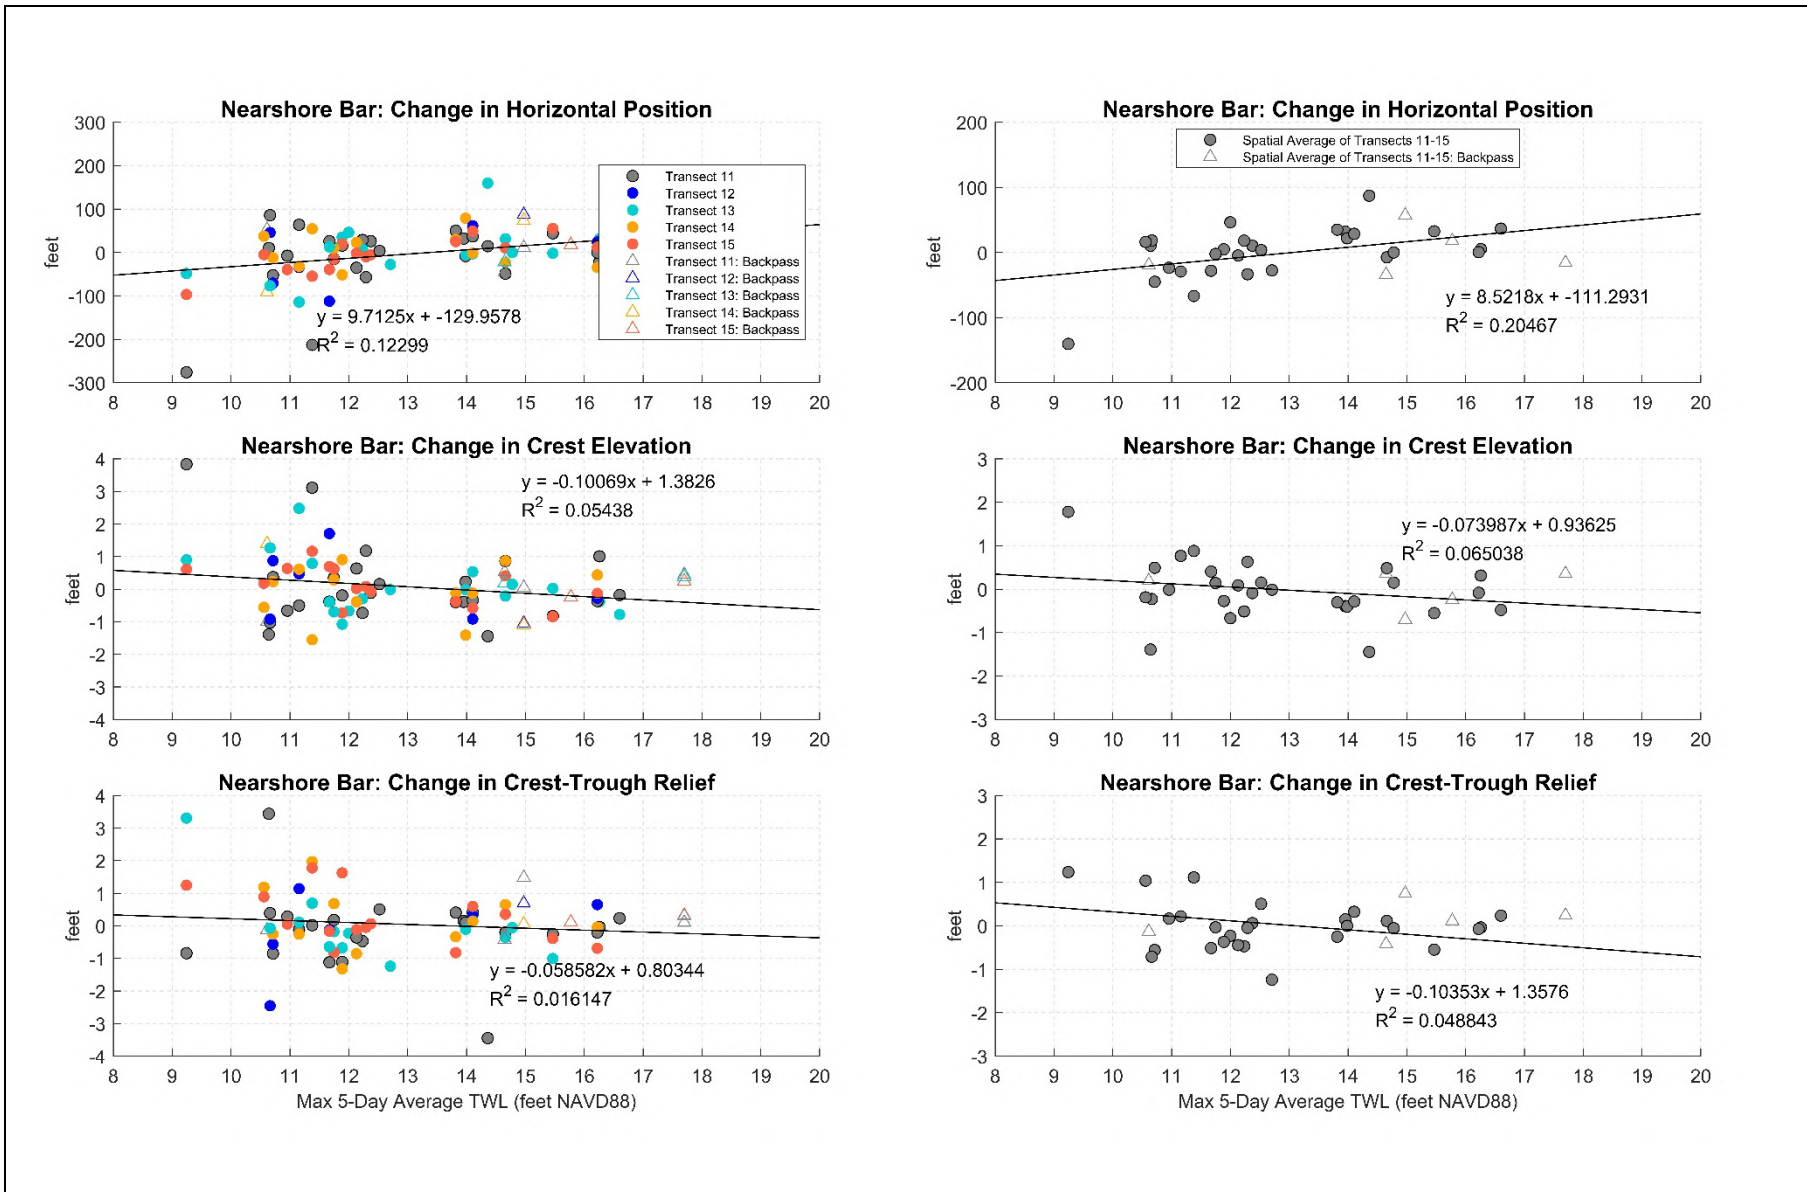 Nearshore Bar: Change in Horizontal Position
300
200
100
0
-100
-200
-300
feet
8 9 10 11 12 13 14 15 16 17 18 19 20
Transect 11
Transect 12
Transect 13
Transect 14
Transect 15
Transect 11: Backpass
Transect 12: Backpass
Transect 13: Backpass
Transect 14: Backpass
Transect 15: Backpass
y = 9.7125x + -129.9578
R2 = 0.12299
Nearshore Bar: Change in Horizontal Position
200
100
0
-100
-200
feet
8 9 10 11 12 13 14 15 16 17 18 19 20
Spatial Average of Transects 11-15
Spatial Average of Transects 11-15: Backpass
y = 8.5218x + -111.2931
R2 = 0.20467
Nearshore Bar: Change in Crest Elevation
4
3
2
1
0
-1
-2
-3
-4
feet
8 9 10 11 12 13 14 15 16 17 18 19 20
y = -0.10069x + 1.3826
R2 = 0.05438
Nearshore Bar: Change in Crest Elevation
3
2
1
0
-1
-2
-3
feet
8 9 10 11 12 13 14 15 16 17 18 19 20
y = -0.073987x + 0.93625
R2 = 0.065038
Nearshore Bar: Change in Crest-Trough Relief
4
3
2
1
0
-1
-2
-3
-4
feet
8 9 10 11 12 13 14 15 16 17 18 19 20
y = -0.058582x + 0.80344
R2 = 0.016147
Max 5-Day Average TWL (feet NAVD88)
Nearshore Bar: Change in Crest-Trough Relief
3
2
1
0
-1
-2
-3
feet
8 9 10 11 12 13 14 15 16 17 18 19 20
y = -0.10353x + 1.3576
R2 = 0.048843
Max 5-Day Average TWL (feet NAVD88)